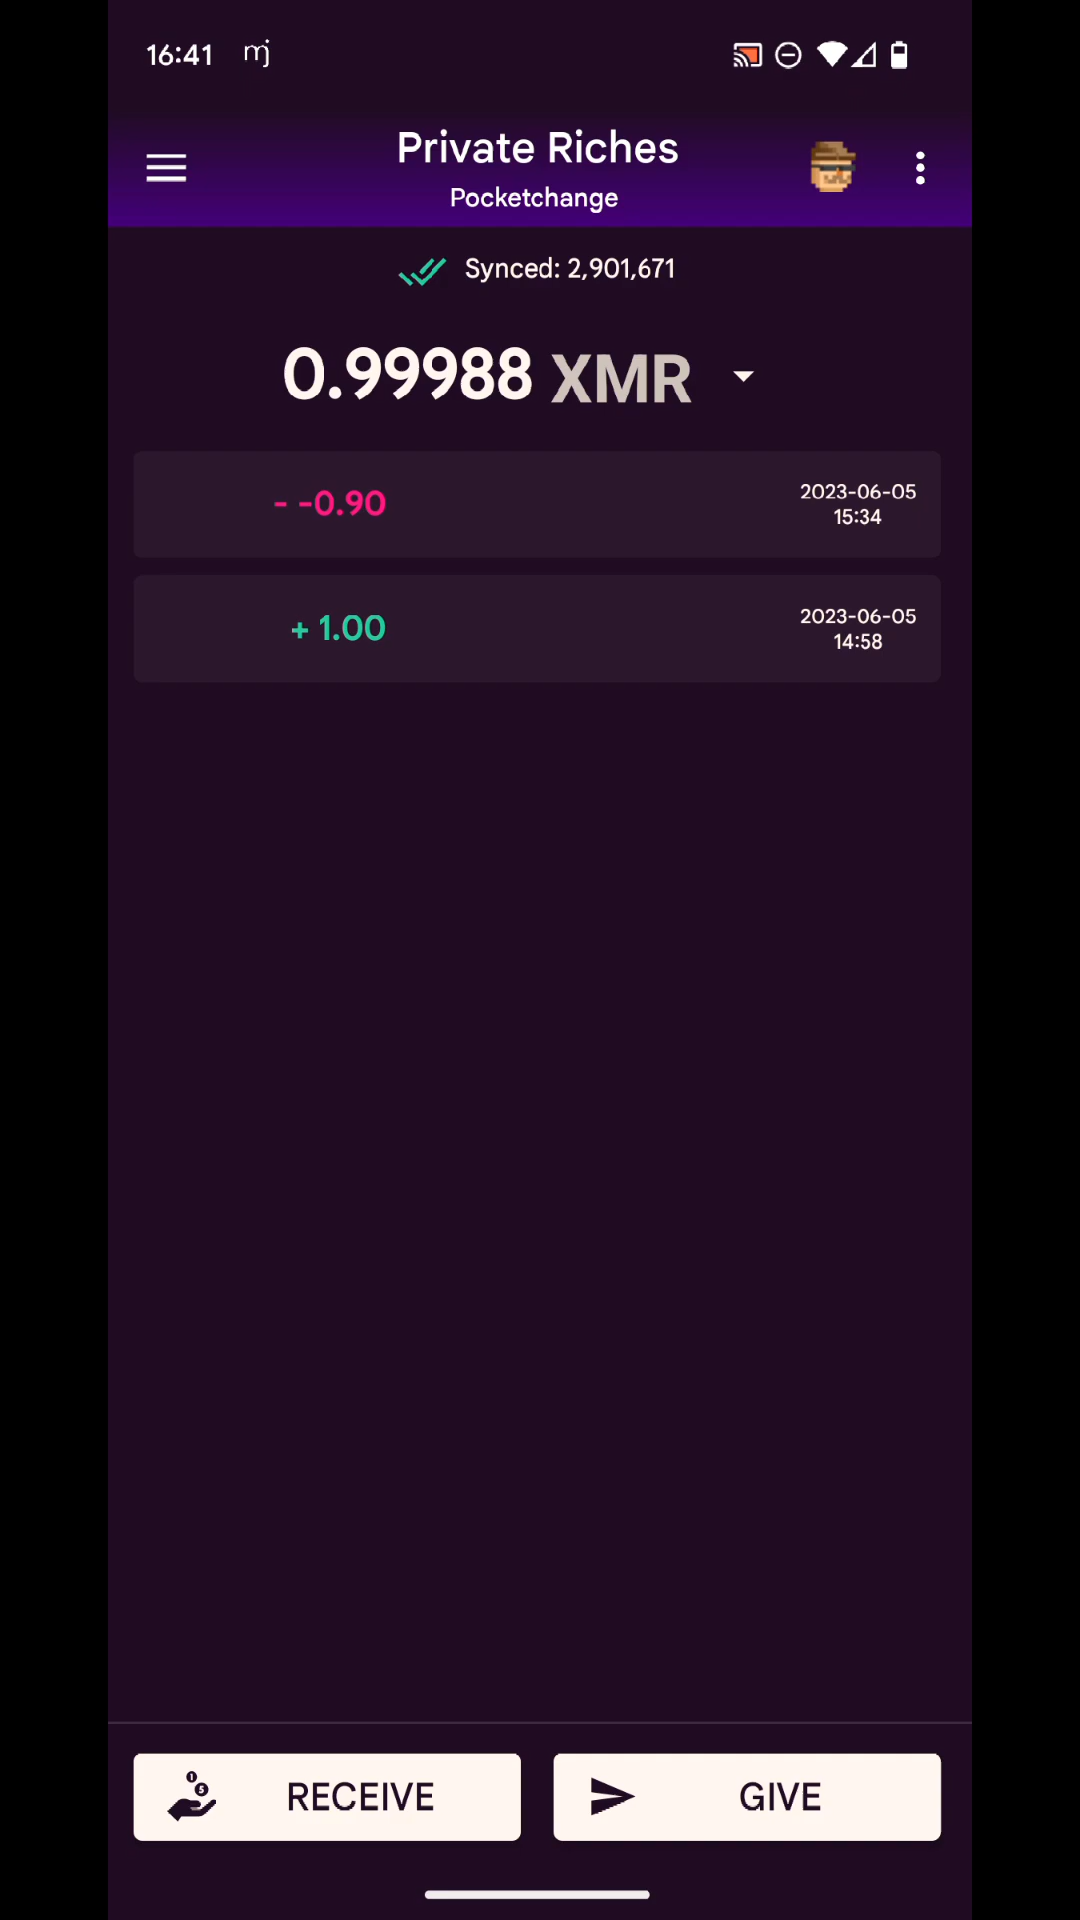 16:41 mj
Private Riches
Pocketchange
Synced: 2,901,671
0.99988 XMR
- -0.90
2023-06-05
15:34
+ 1.00
2023-06-05
14:58
RECEIVE
GIVE